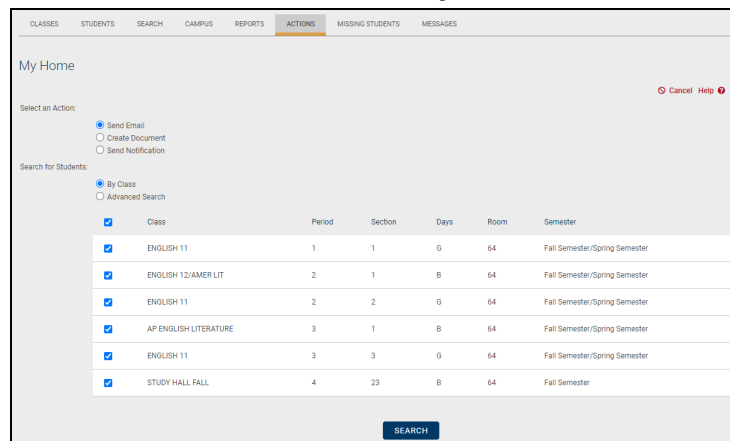 CLASSES STUDENTS SEARCH CAMPUS REPORTS ACTIONS MISSING STUDENTS MESSAGES
My Home
Cancel Help
Select an Action:
Send Email
Create Document
Send Notification
Search for Students:
By Class
Advanced Search
Class Period Section Days Room Semester
ENGLISH 11 1 1 G 64 Fall Semester/Spring Semester
ENGLISH 12/AMER LIT 2 1 B 64 Fall Semester/Spring Semester
ENGLISH 11 2 2 G 64 Fall Semester/Spring Semester
AP ENGLISH LITERATURE 3 1 B 64 Fall Semester/Spring Semester
ENGLISH 11 3 3 G 64 Fall Semester/Spring Semester
STUDY HALL FALL 4 23 B 64 Fall Semester
SEARCH